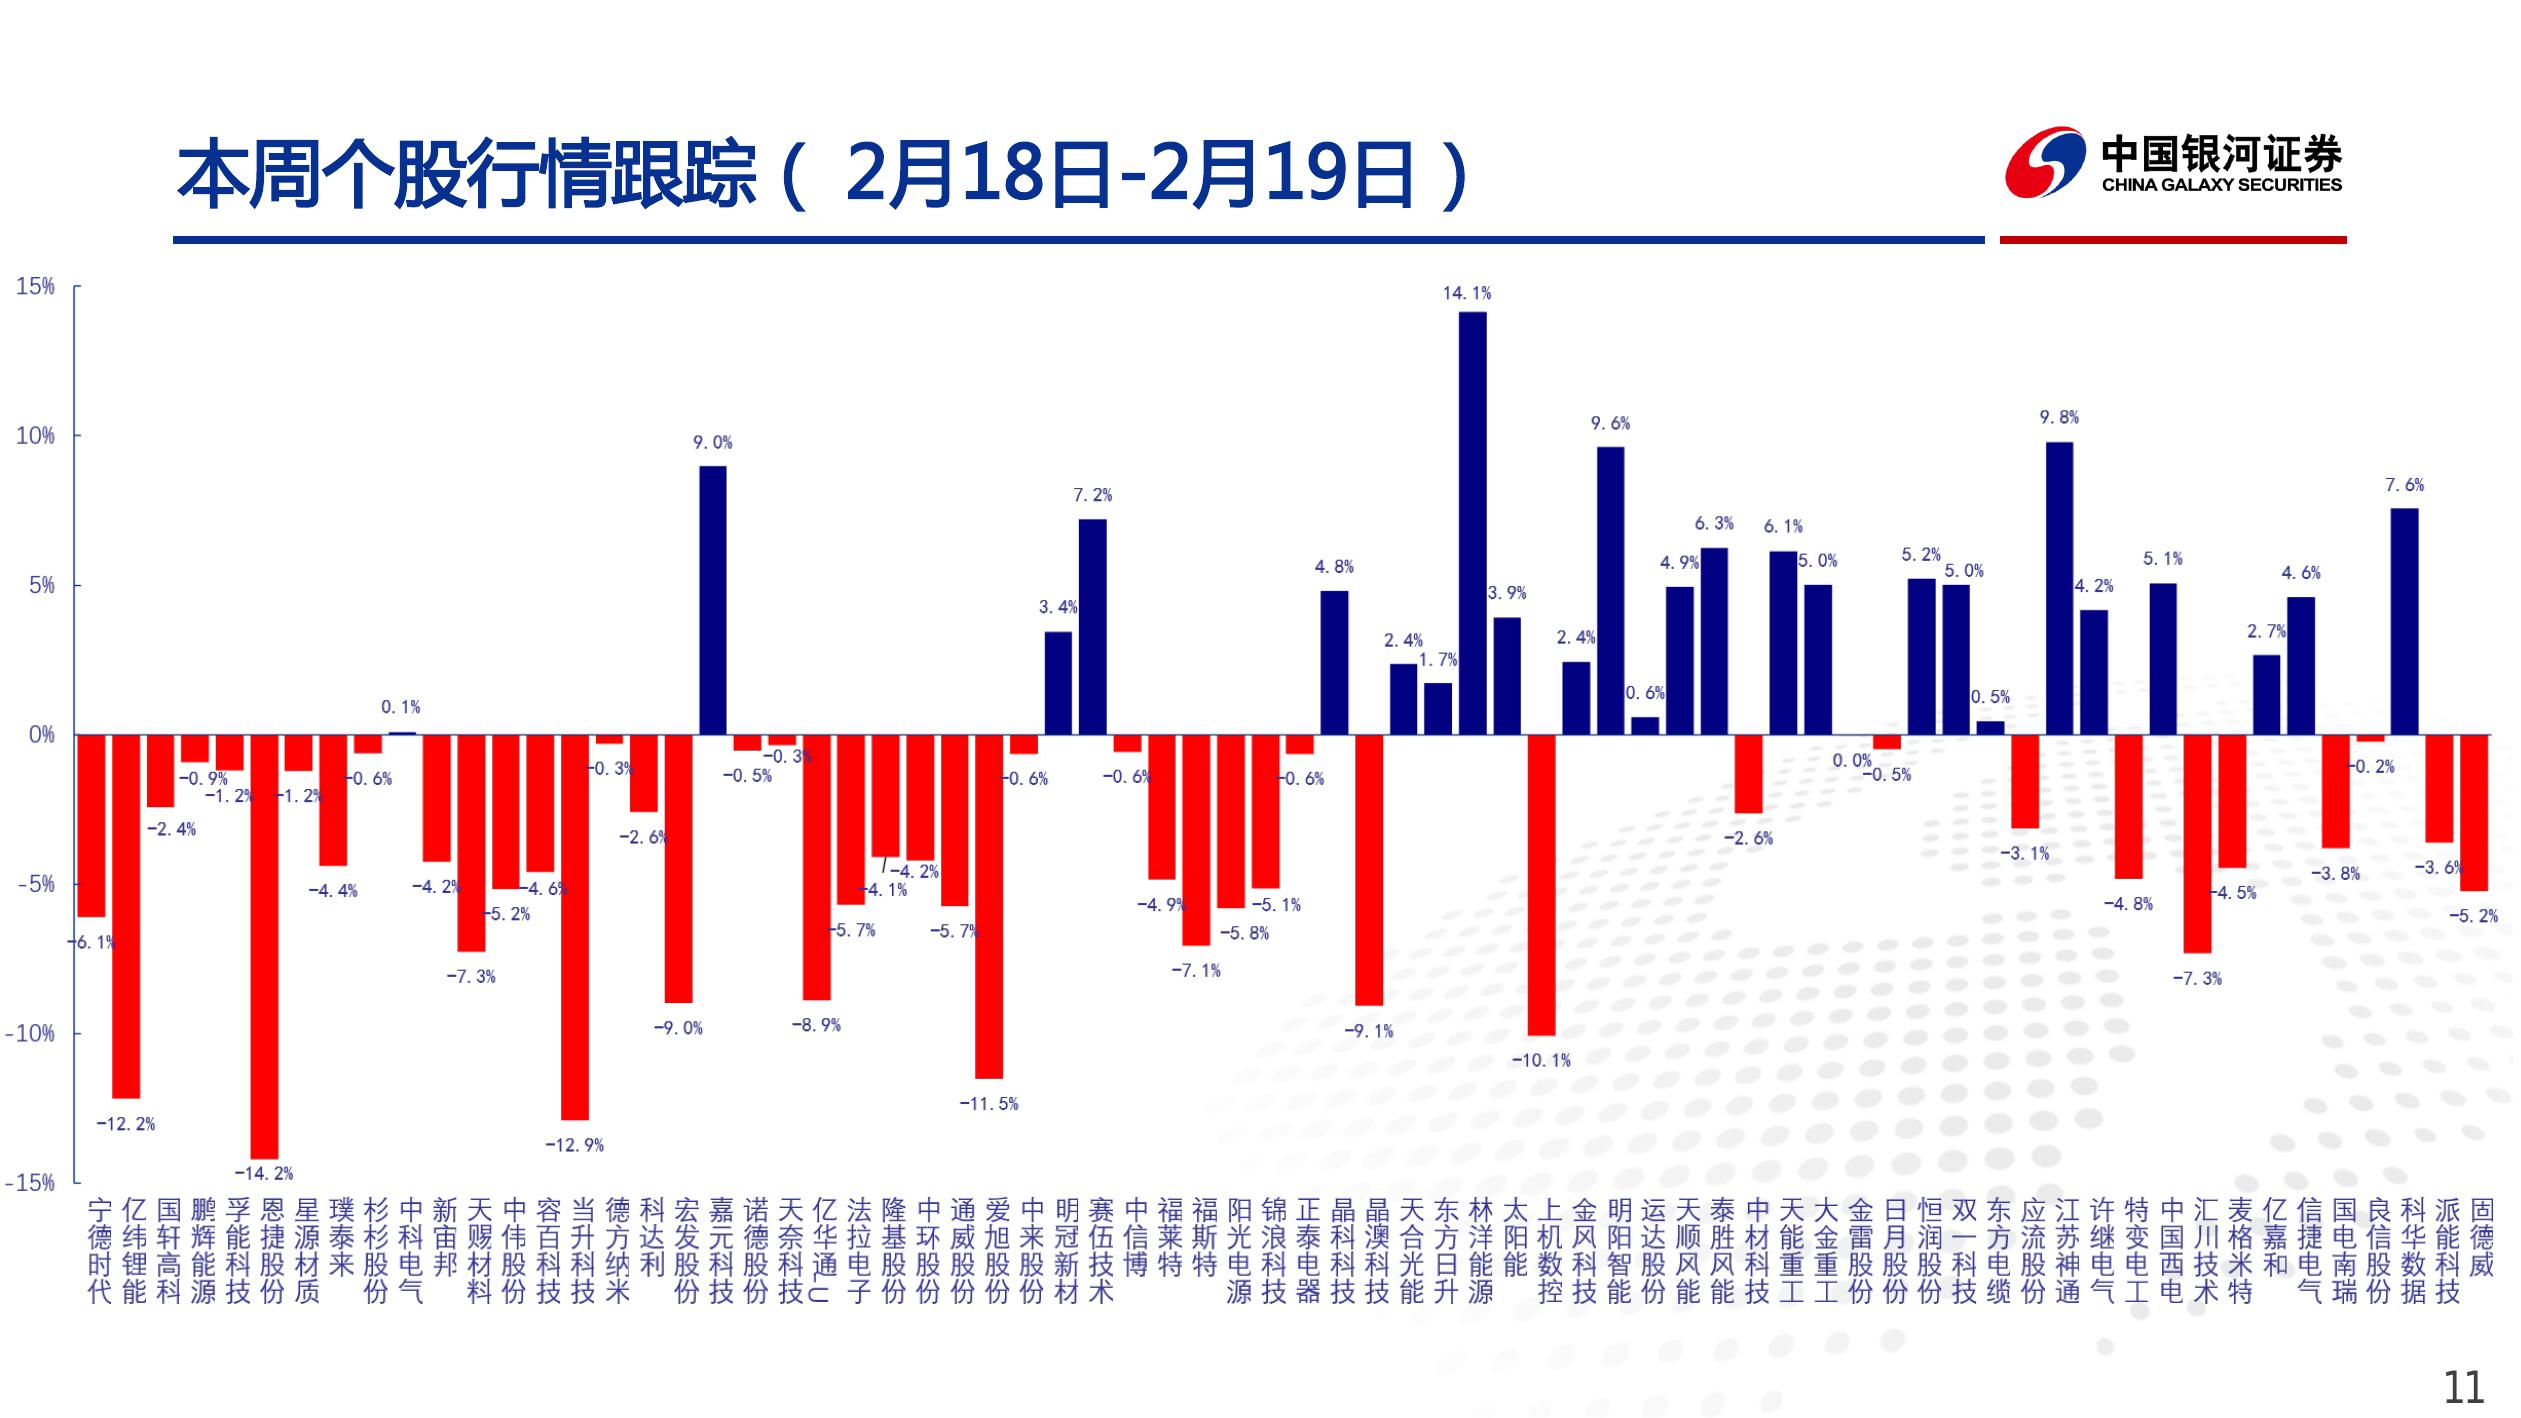 本周个股行情跟踪（ 2月18日-2月19日）
中国银河证券
CHINA GALAXY SECURITIES
15%
10%
5%
0%
-5%
-10%
-15%
-6.1%
-12.2%
-2.4%
-0.9%
-1.2%
-14.2%
-1.2%
-4.4%
-0.6%
0.1%
-4.2%
-7.3%
-5.2%
-4.6%
-12.9%
-0.3%
-2.6%
-9.0%
9.0%
-0.5%
-0.3%
-8.9%
-5.7%
-4.1%
-4.2%
-5.7%
-11.5%
-0.6%
3.4%
7.2%
-0.6%
-4.9%
-7.1%
-5.8%
-5.1%
-0.6%
4.8%
-9.1%
2.4%
1.7%
14.1%
3.9%
-10.1%
2.4%
9.6%
0.6%
4.9%
6.3%
-2.6%
6.1%
5.0%
0.0%
-0.5%
5.2%
5.0%
0.5%
-3.1%
9.8%
4.2%
-4.8%
5.1%
-7.3%
-4.5%
2.7%
4.6%
-3.8%
-0.2%
7.6%
-3.6%
-5.2%
宁德时代
亿纬锂能
国轩高科
鹏辉能源
孚能科技
恩捷股份
星源材质
璞泰来
杉杉股份
中科电气
新宙邦
天赐材料
中伟股份
容百科技
当升科技
德方纳米
科达利
宏发股份
嘉元科技
诺德股份
天奈科技
亿华通-U
法拉电子
隆基股份
中环股份
通威股份
爱旭股份
中来股份
明冠新材
赛伍技术
中信博
福莱特
福斯特
阳光电源
锦浪科技
正泰电器
晶科科技
晶澳科技
天合光能
东方日升
林洋能源
太阳能
上机数控
金风科技
明阳智能
运达股份
天顺风能
泰胜风能
中材科技
天能重工
大金重工
金雷股份
日月股份
恒润股份
双一科技
东方电缆
应流股份
江苏神通
许继电气
特变电工
中国西电
汇川技术
麦格米特
亿嘉和
信捷电气
国电南瑞
良信股份
科华数据
派能科技
固德威
11